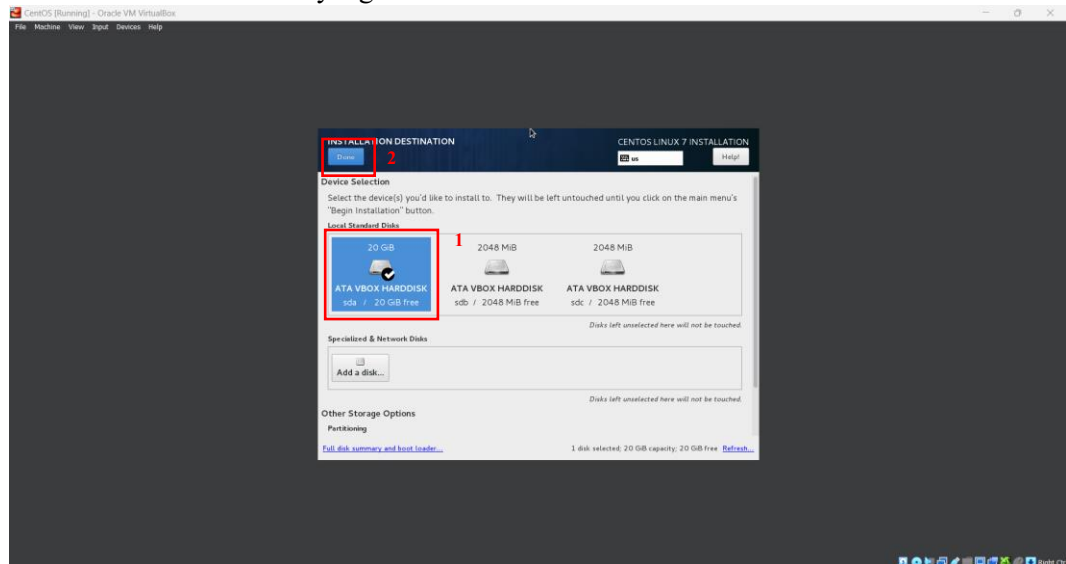 CentOS [Running] - Oracle VM VirtualBox
File Machine View Input Devices Help
INSTALLATION DESTINATION
CENTOS LINUX 7 INSTALLATION
Done
2
us
Help!
Device Selection
Select the device(s) you'd like to install to. They will be left untouched until you click on the main menu's
"Begin Installation" button.
Local Standard Disks
1
20 GiB
2048 MiB
2048 MiB
ATA VBOX HARDDISK
ATA VBOX HARDDISK
ATA VBOX HARDDISK
sda / 20 GiB free
sdb / 2048 MiB free
sdc / 2048 MiB free
Disks left unselected here will not be touched.
Specialized & Network Disks
Add a disk...
Disks left unselected here will not be touched.
Other Storage Options
Partitioning
Full disk summary and boot loader...
1 disk selected; 20 GiB capacity; 20 GiB free Refresh...